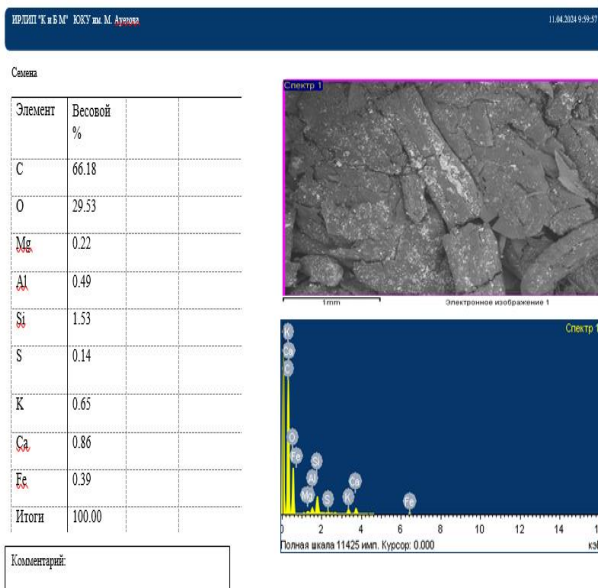 ИРЛИП "К и Б М" ЮКУ им. М. Ауезова
11.04.2024 9:59:57
Семена
Элемент Весовой %
C 66.18
O 29.53
Mg 0.22
Al 0.49
Si 1.53
S 0.14
K 0.65
Ca 0.86
Fe 0.39
Итоги 100.00
Комментарий:
Спектр 1
1mm Электронное изображение 1
Спектр 1
K
Ca
C
O
Fe
Si
Al
Mg
S
K
Ca
Fe
2 4 6 8 10 12 14
Полная шкала 11425 имп. Курсор: 0.000